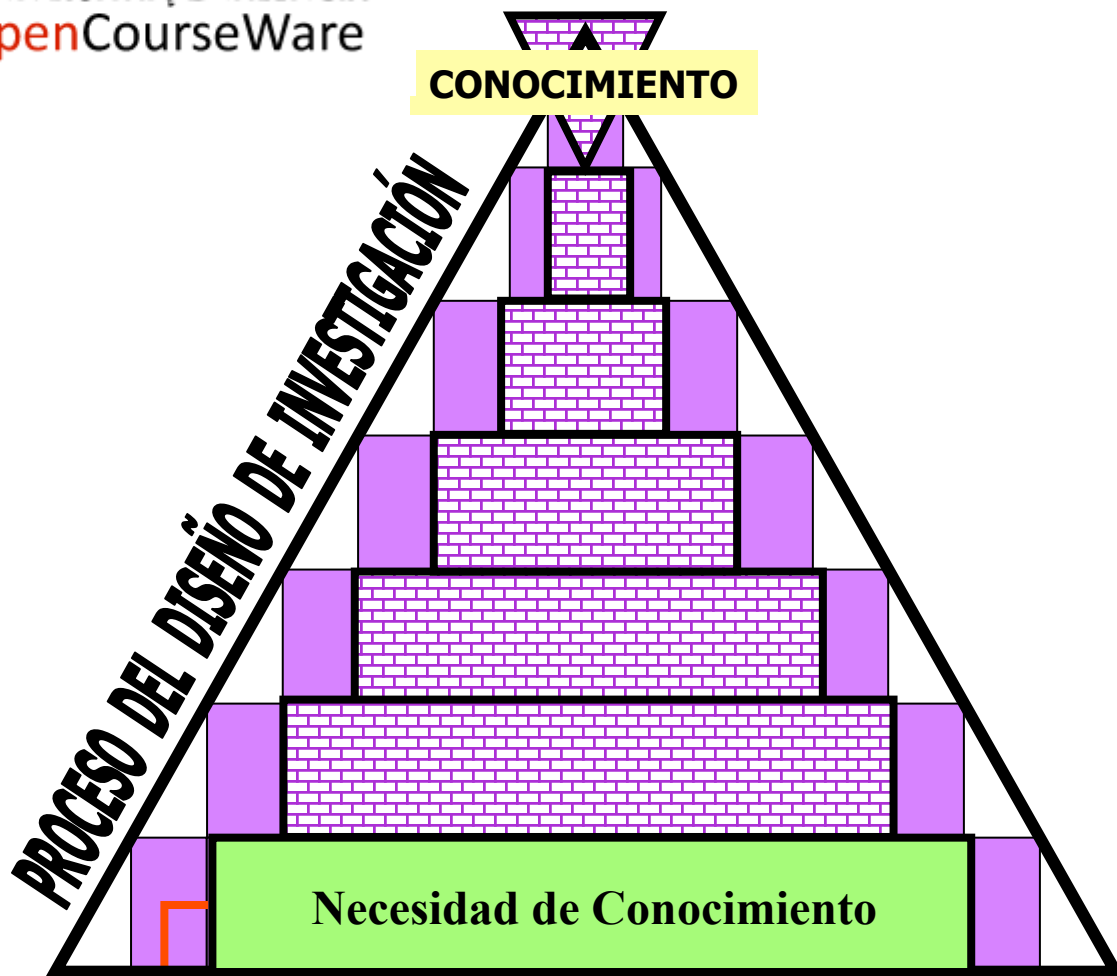 penCourseWare
CONOCIMIENTO
PROCESO DEL DISEÑO DE INVESTIGACIÓN
Necesidad de Conocimiento